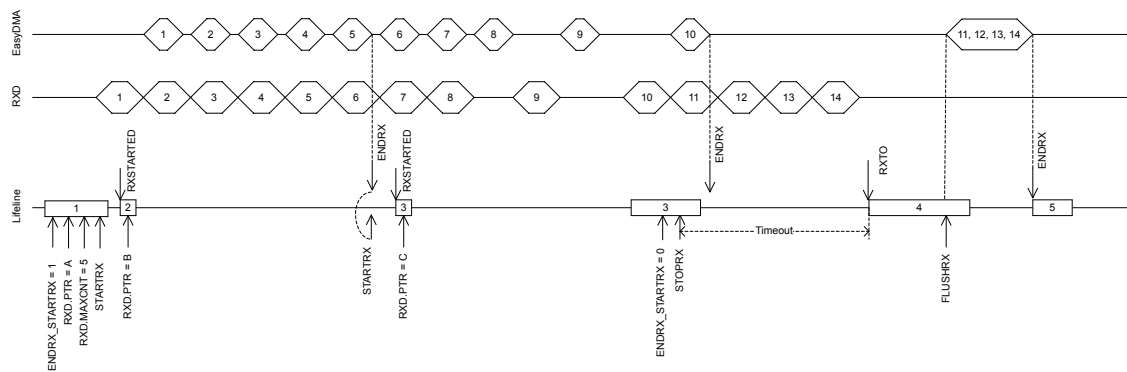 EasyDMA
1
2
3
4
5
6
7
8
9
10
11, 12, 13, 14
RXD
1
2
3
4
5
6
7
8
9
10
11
12
13
14
RXSTARTED
ENDRX
RXSTARTED
ENDRX
RXTO
ENDRX
Lifeline
1
2
3
3
4
5
Timeout
ENDRX_STARTRX = 1
RXD.PTR = A
RXD.MAXCNT = 5
STARTRX
RXD.PTR = B
STARTRX
RXD.PTR = C
ENDRX_STARTRX = 0
STOPRX
FLUSHRX